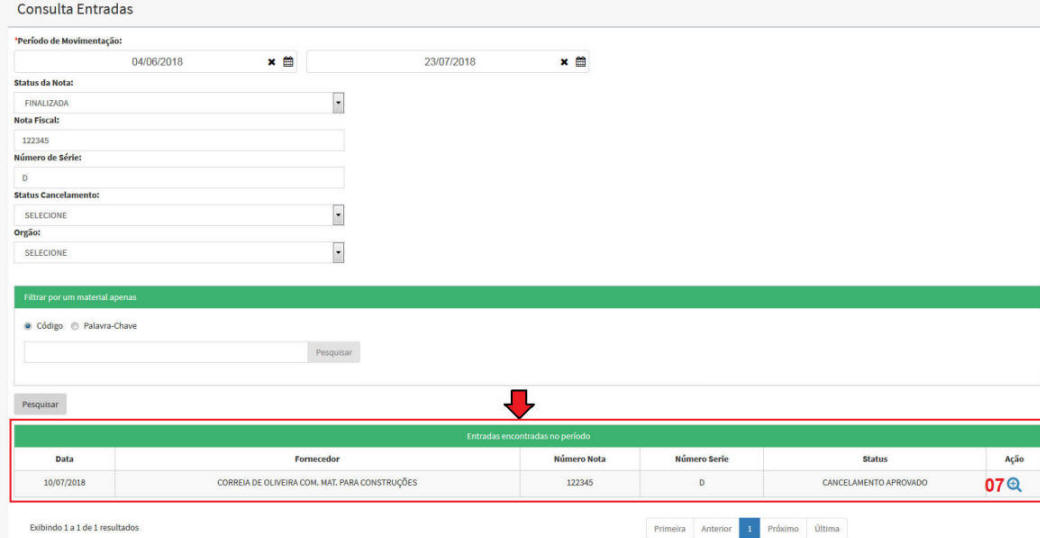 Consulta Entradas
*Período de Movimentação:
04/06/2018 23/07/2018
Status da Nota:
FINALIZADA
Nota Fiscal:
122345
Número de Série:
D
Status Cancelamento:
SELECIONE
Orgão:
SELECIONE
Filtrar por um material apenas
Código Palavra-Chave
Pesquisar
Pesquisar
Entradas encontradas no período
Data Fornecedor Número Nota Número Serie Status Ação
10/07/2018 CORREIA DE OLIVEIRA COM. MAT. PARA CONSTRUÇÕES 122345 D CANCELAMENTO APROVADO 07
Exibindo 1 a 1 de 1 resultados Primeira Anterior 1 Próximo Última